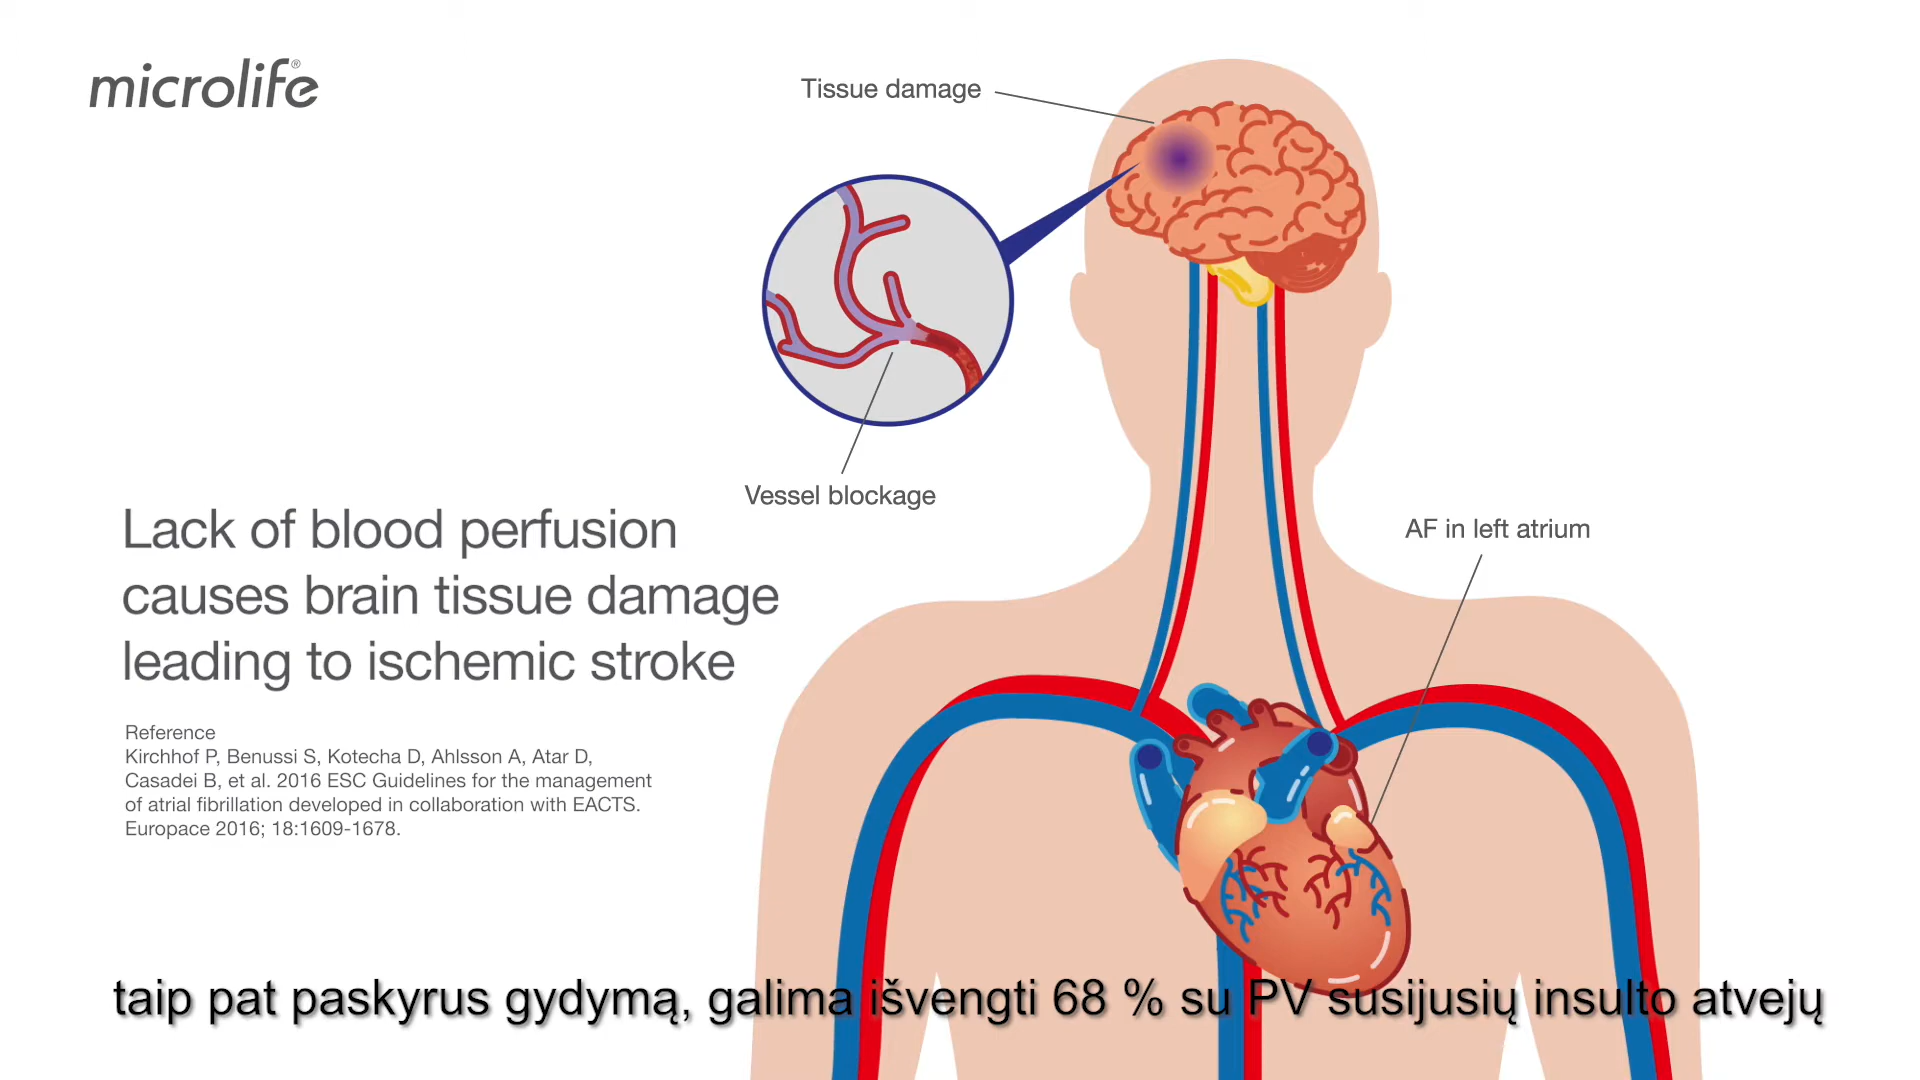 microlife®
Tissue damage
Vessel blockage
AF in left atrium
Lack of blood perfusion
causes brain tissue damage
leading to ischemic stroke
Reference
Kirchhof P, Benussi S, Kotecha D, Ahlsson A, Atar D,
Casadei B, et al. 2016 ESC Guidelines for the management
of atrial fibrillation developed in collaboration with EACTS.
Europace 2016; 18:1609-1678.
taip pat paskyrus gydymą, galima išvengti 68 % su PV susijusių insulto atvejų